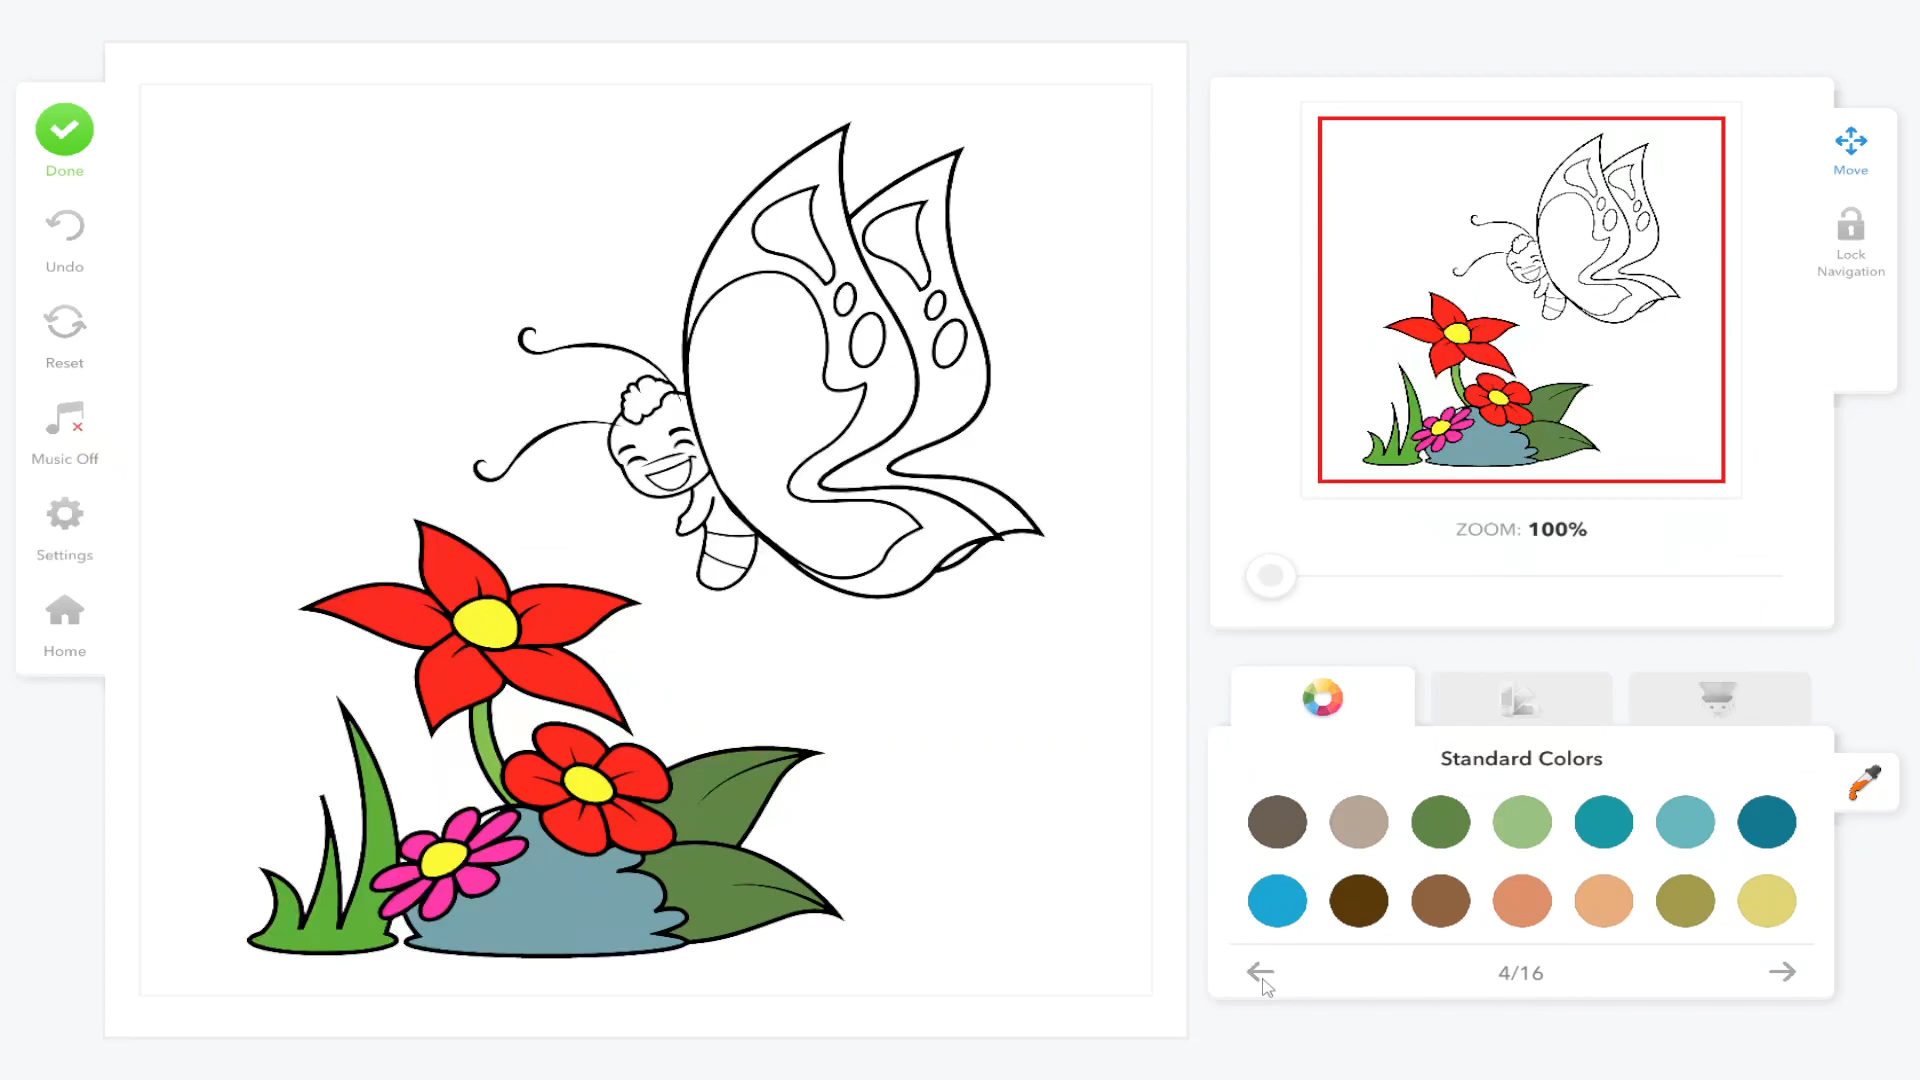 Done
Undo
Reset
Music Off
Settings
Home
Move
Lock
Navigation
ZOOM: 100%
Standard Colors
4/16